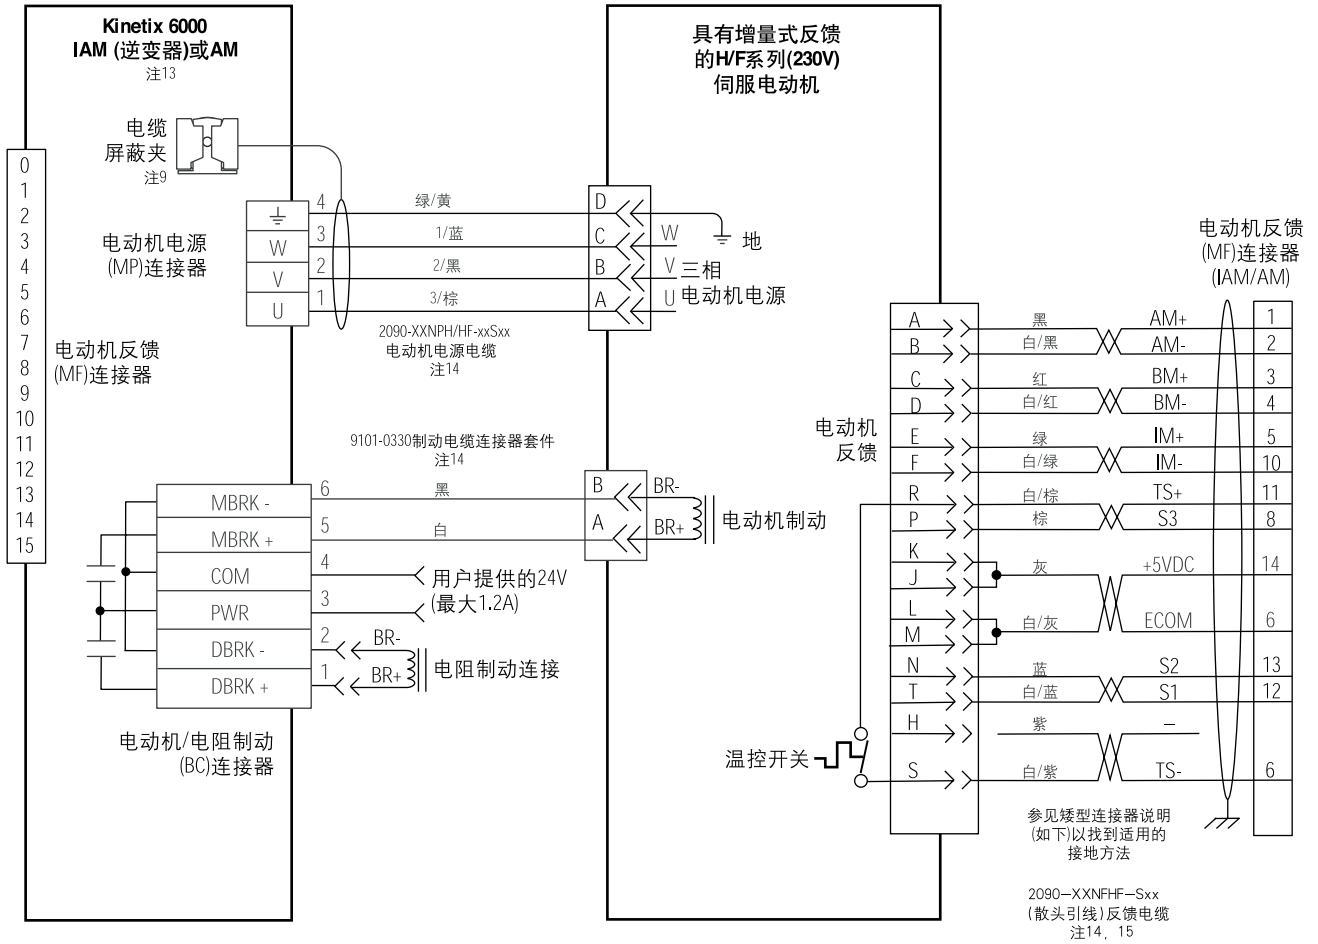 Kinetix 6000
IAM (逆变器)或AM
注13
电缆
屏蔽夹
注9
0
1
2
3
4
5
6
7
8
9
10
11
12
13
14
15
电动机电源
(MP)连接器
W
V
U
4
3
2
1
绿/黄
1/蓝
2/黑
3/棕
2090-XXNPH/HF-xxSxx
电动机电源电缆
注14
电动机反馈
(MF)连接器
9101-0330制动电缆连接器套件
注14
MBRK -
MBRK +
COM
PWR
DBRK -
DBRK +
6
5
4
3
2
1
黑
白
用户提供的24V
(最大1.2A)
BR-
BR+
电阻制动连接
电动机/电阻制动
(BC)连接器
具有增量式反馈
的H/F系列(230V)
伺服电动机
D
C
B
A
地
W
V
U
三相
电动机电源
B
A
BR-
BR+
电动机制动
电动机
反馈
温控开关
A
B
C
D
E
F
R
P
K
J
L
M
N
T
H
S
黑
白/黑
红
白/红
绿
白/绿
白/棕
棕
灰
白/灰
蓝
白/蓝
紫
白/紫
AM+
AM-
BM+
BM-
IM+
IM-
TS+
S3
+5VDC
ECOM
S2
S1
–
TS-
电动机反馈
(MF)连接器
(IAM/AM)
1
2
3
4
5
10
11
8
14
6
13
12
6
参见矮型连接器说明
(如下)以找到适用的
接地方法
2090–XXNFHF–Sxx
(散头引线)反馈电缆
注14, 15